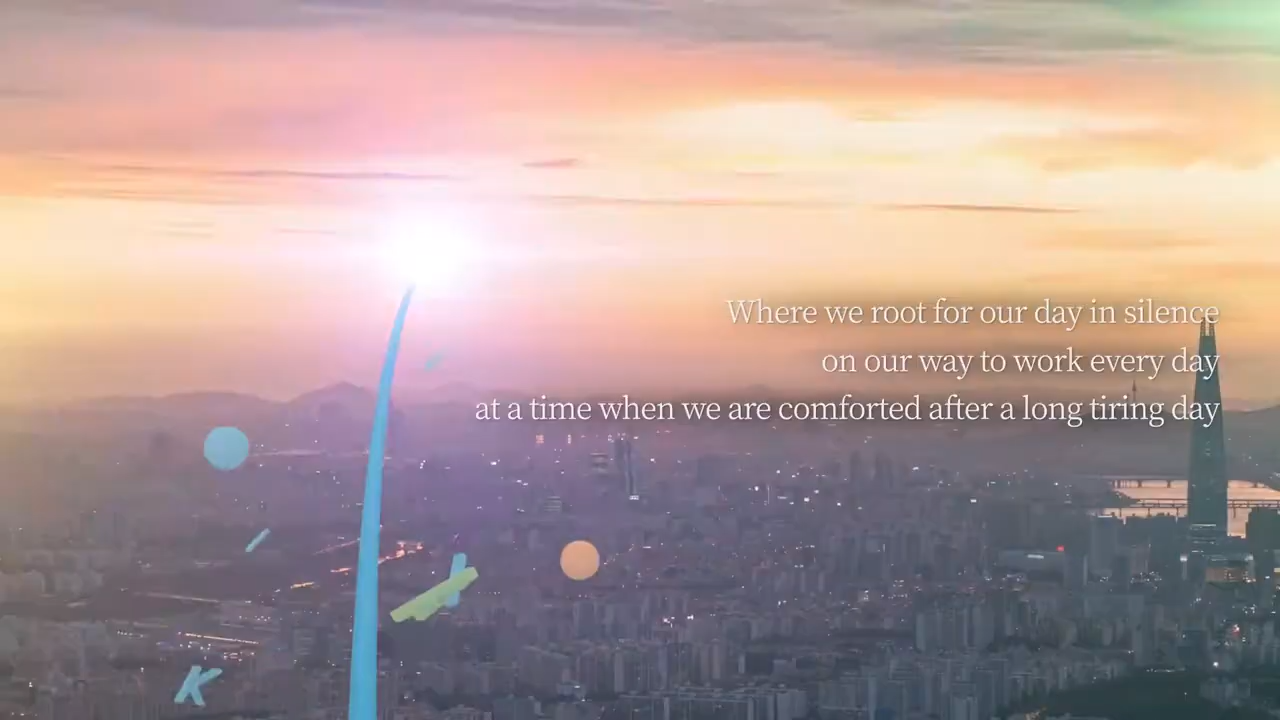 Where we root for our day in silence
on our way to work every day
at a time when we are comforted after a long tiring day
K